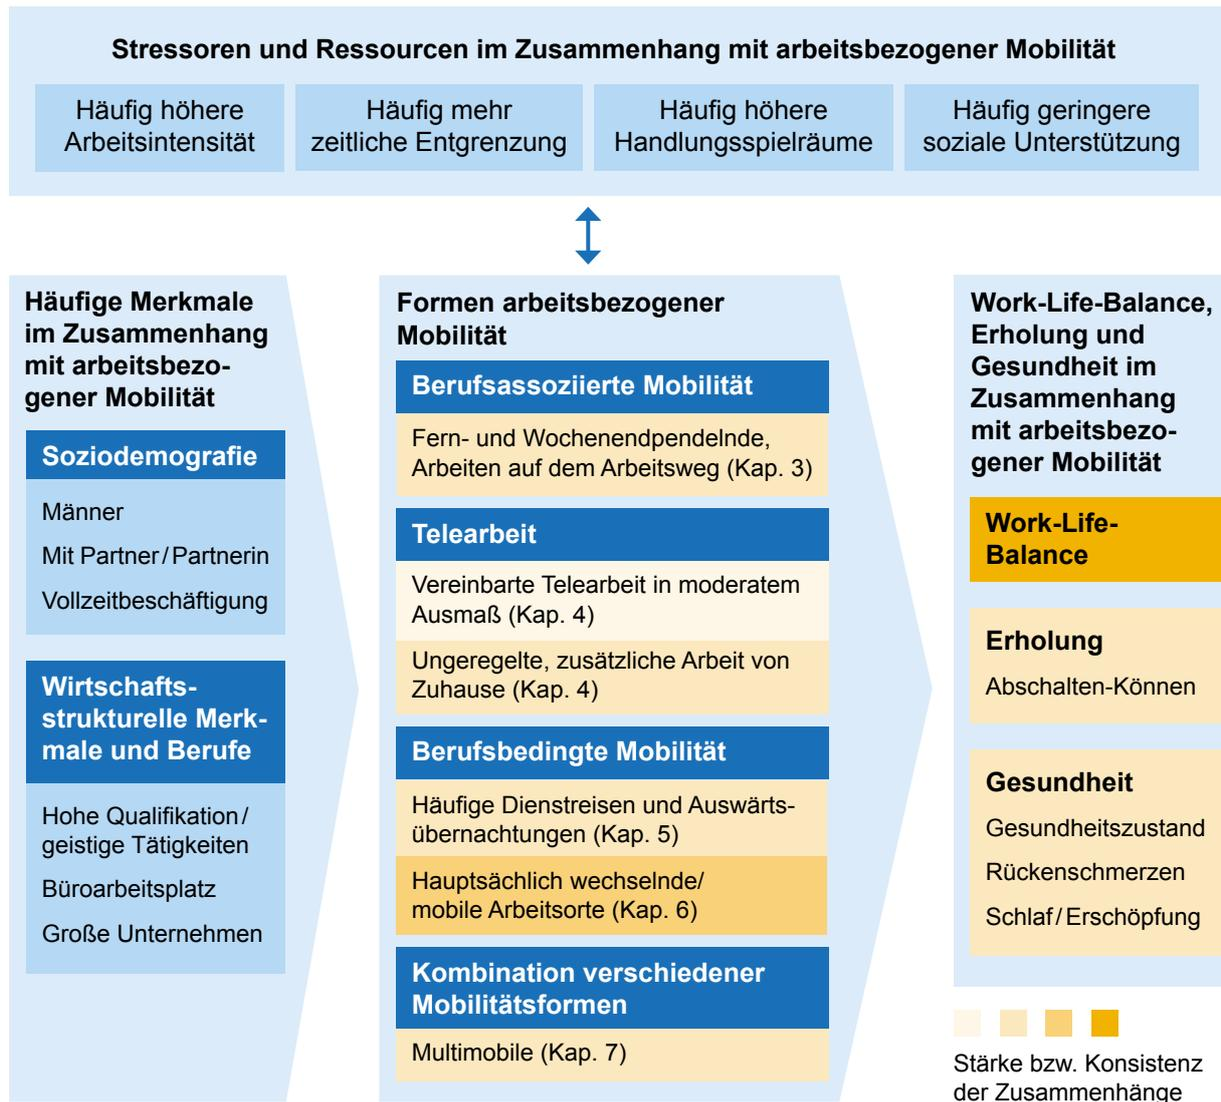 Stressoren und Ressourcen im Zusammenhang mit arbeitsbezogener Mobilität
Häufig höhere
Arbeitsintensität
Häufig mehr
zeitliche Entgrenzung
Häufig höhere
Handlungsspielräume
Häufig geringere
soziale Unterstützung
Häufige Merkmale
im Zusammenhang
mit arbeitsbezo-
gener Mobilität
Soziodemografie
Männer
Mit Partner/Partnerin
Vollzeitbeschäftigung
Wirtschafts-
strukturelle Merk-
male und Berufe
Hohe Qualifikation/
geistige Tätigkeiten
Büroarbeitsplatz
Große Unternehmen
Formen arbeitsbezogener
Mobilität
Berufsassoziierte Mobilität
Fern- und Wochenendpendelnde,
Arbeiten auf dem Arbeitsweg (Kap. 3)
Telearbeit
Vereinbarte Telearbeit in moderatem
Ausmaß (Kap. 4)
Ungeregelte, zusätzliche Arbeit von
Zuhause (Kap. 4)
Berufsbedingte Mobilität
Häufige Dienstreisen und Auswärts-
übernachtungen (Kap. 5)
Hauptsächlich wechselnde/
mobile Arbeitsorte (Kap. 6)
Kombination verschiedener
Mobilitätsformen
Multimobile (Kap. 7)
Work-Life-Balance,
Erholung und
Gesundheit im
Zusammenhang
mit arbeitsbezo-
gener Mobilität
Work-Life-
Balance
Erholung
Abschalten-Können
Gesundheit
Gesundheitszustand
Rückenschmerzen
Schlaf/Erschöpfung
Stärke bzw. Konsistenz
der Zusammenhänge